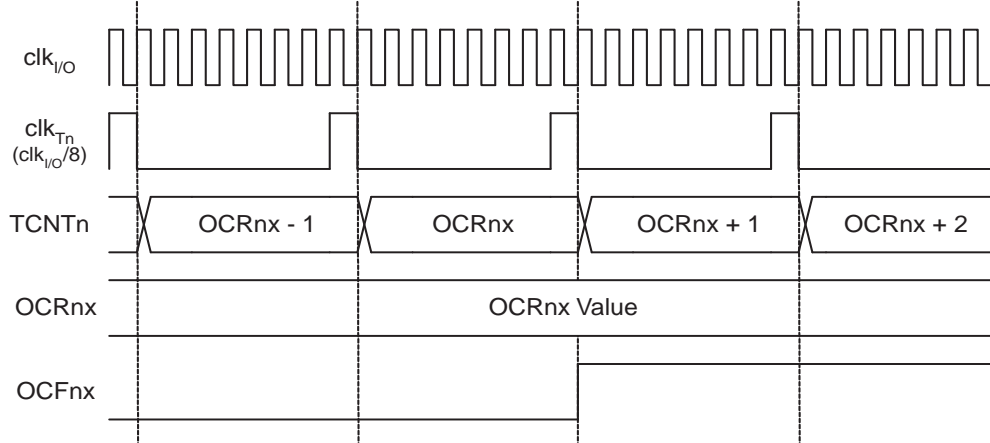 clkI/O
clkTn
(clkI/O/8)
TCNTn OCRnx - 1 OCRnx OCRnx + 1 OCRnx + 2
OCRnx OCRnx Value
OCFnx